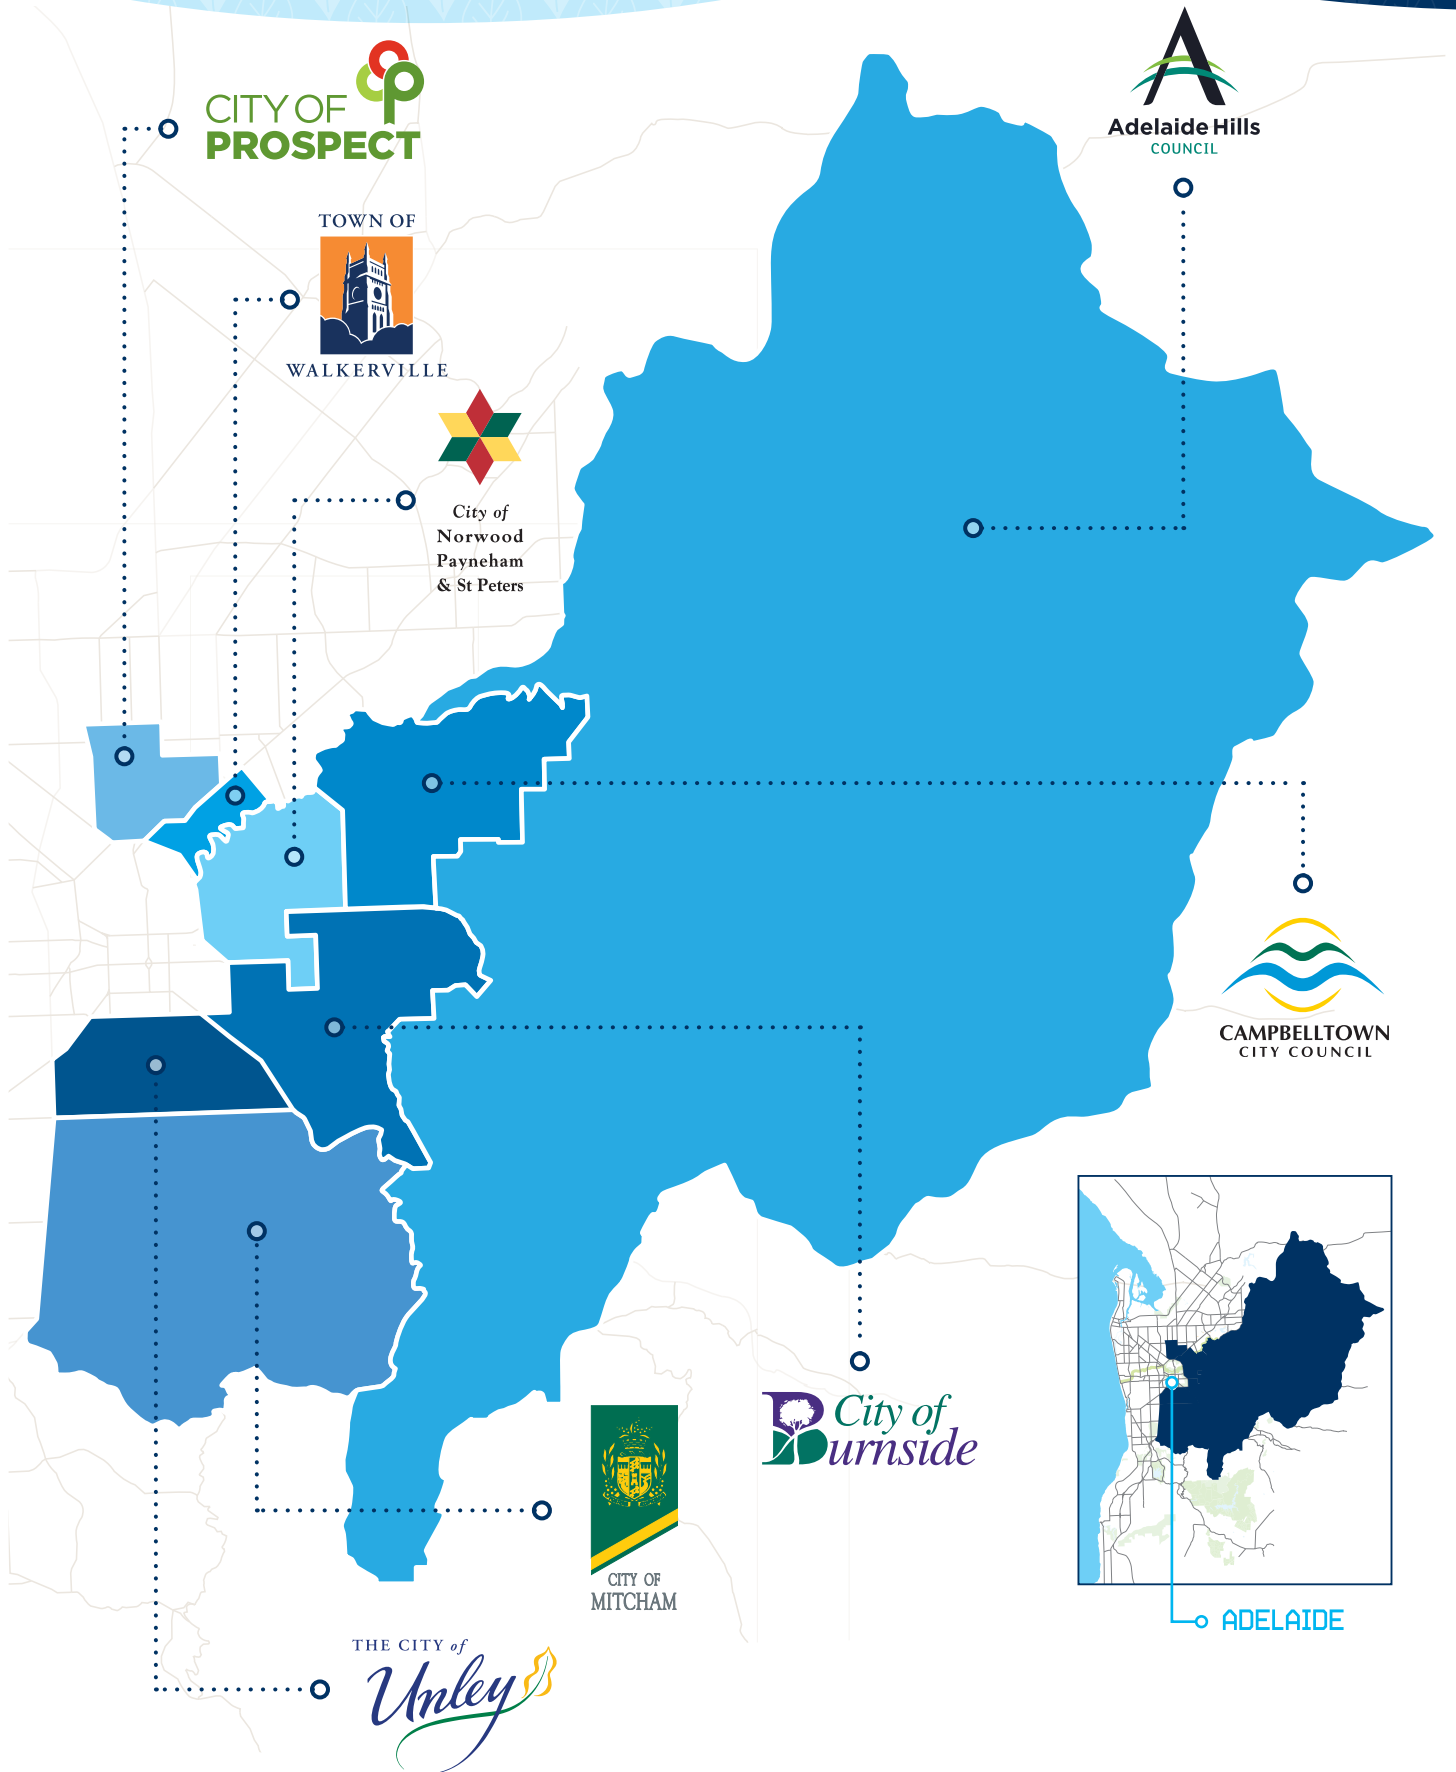 CITY OF
PROSPECT
Adelaide Hills
COUNCIL
TOWN OF
WALKERVILLE
City of
Norwood
Payneham
& St Peters
CAMPBELLTOWN
CITY COUNCIL
City of
Burnside
CITY OF
MITCHAM
ADELAIDE
THE CITY of
Unley